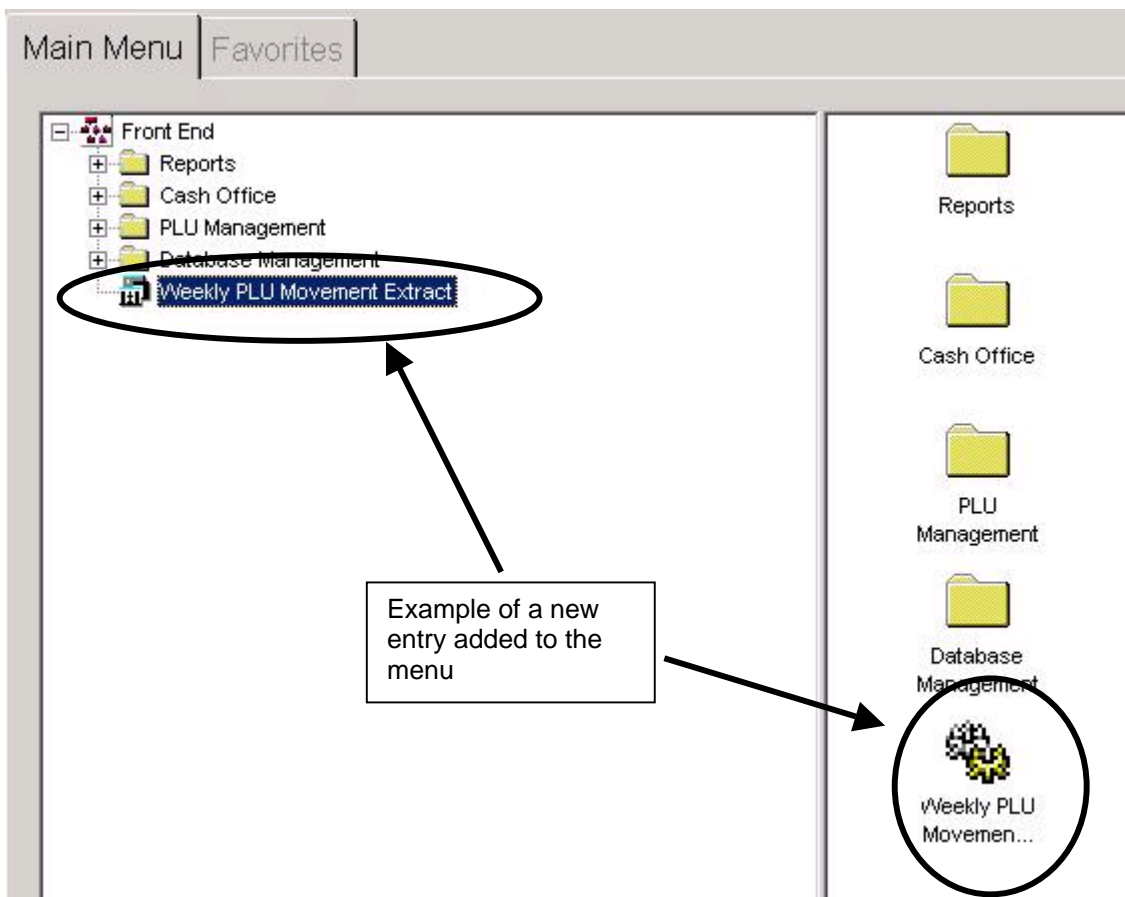 Main Menu
Favorites
Front End
Reports
Cash Office
PLU Management
Database Management
Weekly PLU Movement Extract
Reports
Cash Office
PLU
Management
Database
Management
Weekly PLU
Movemen...
Example of a new
entry added to the
menu